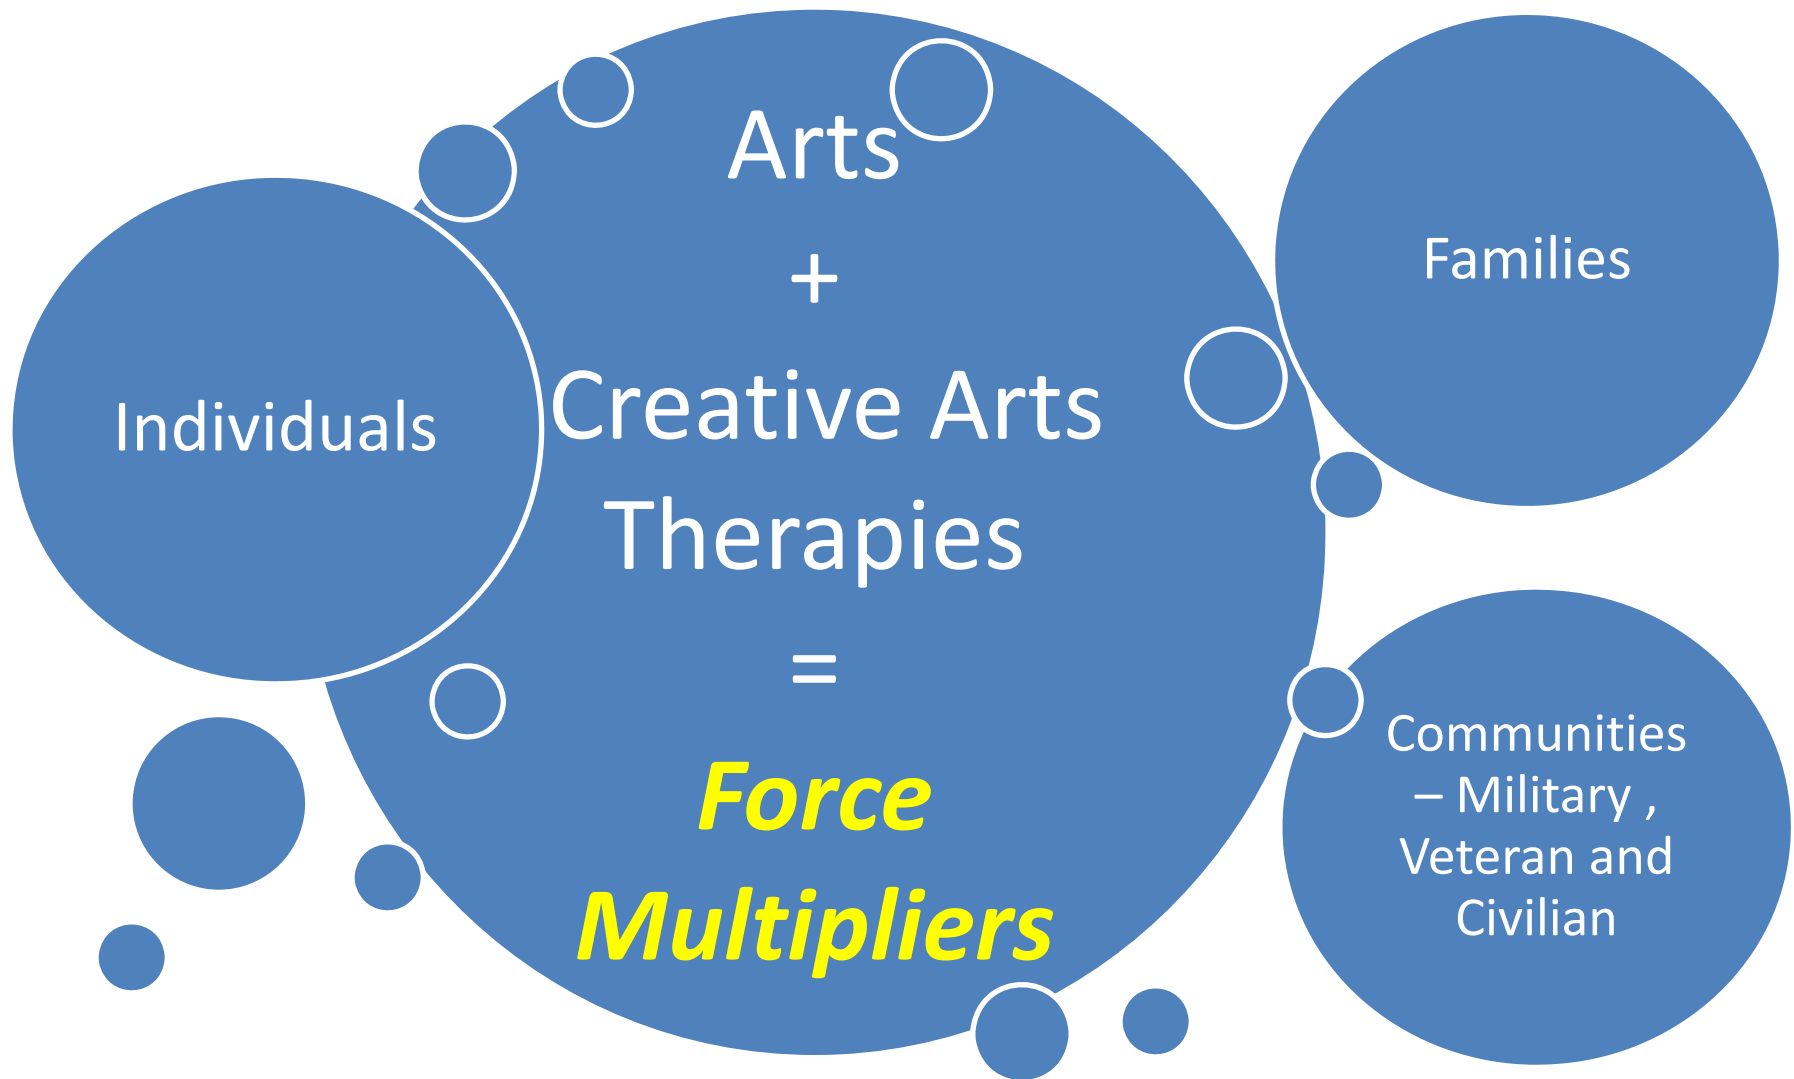 Arts
+
Creative Arts
Therapies
=
Force
Multipliers
Individuals
Families
Communities
– Military ,
Veteran and
Civilian